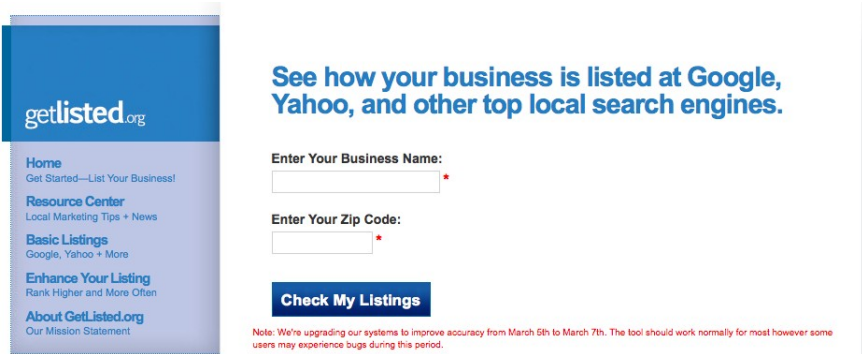 getlisted.org
Home
Get Started—List Your Business!
Resource Center
Local Marketing Tips + News
Basic Listings
Google, Yahoo + More
Enhance Your Listing
Rank Higher and More Often
About GetListed.org
Our Mission Statement
See how your business is listed at Google,
Yahoo, and other top local search engines.
Enter Your Business Name:
*
Enter Your Zip Code:
*
Check My Listings
Note: We're upgrading our systems to improve accuracy from March 5th to March 7th. The tool should work normally for most however some
users may experience bugs during this period.